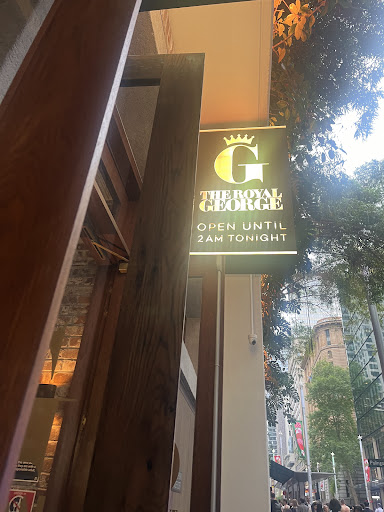 G
THE ROYAL
GEORGE
OPEN UNTIL
2AM TONIGHT